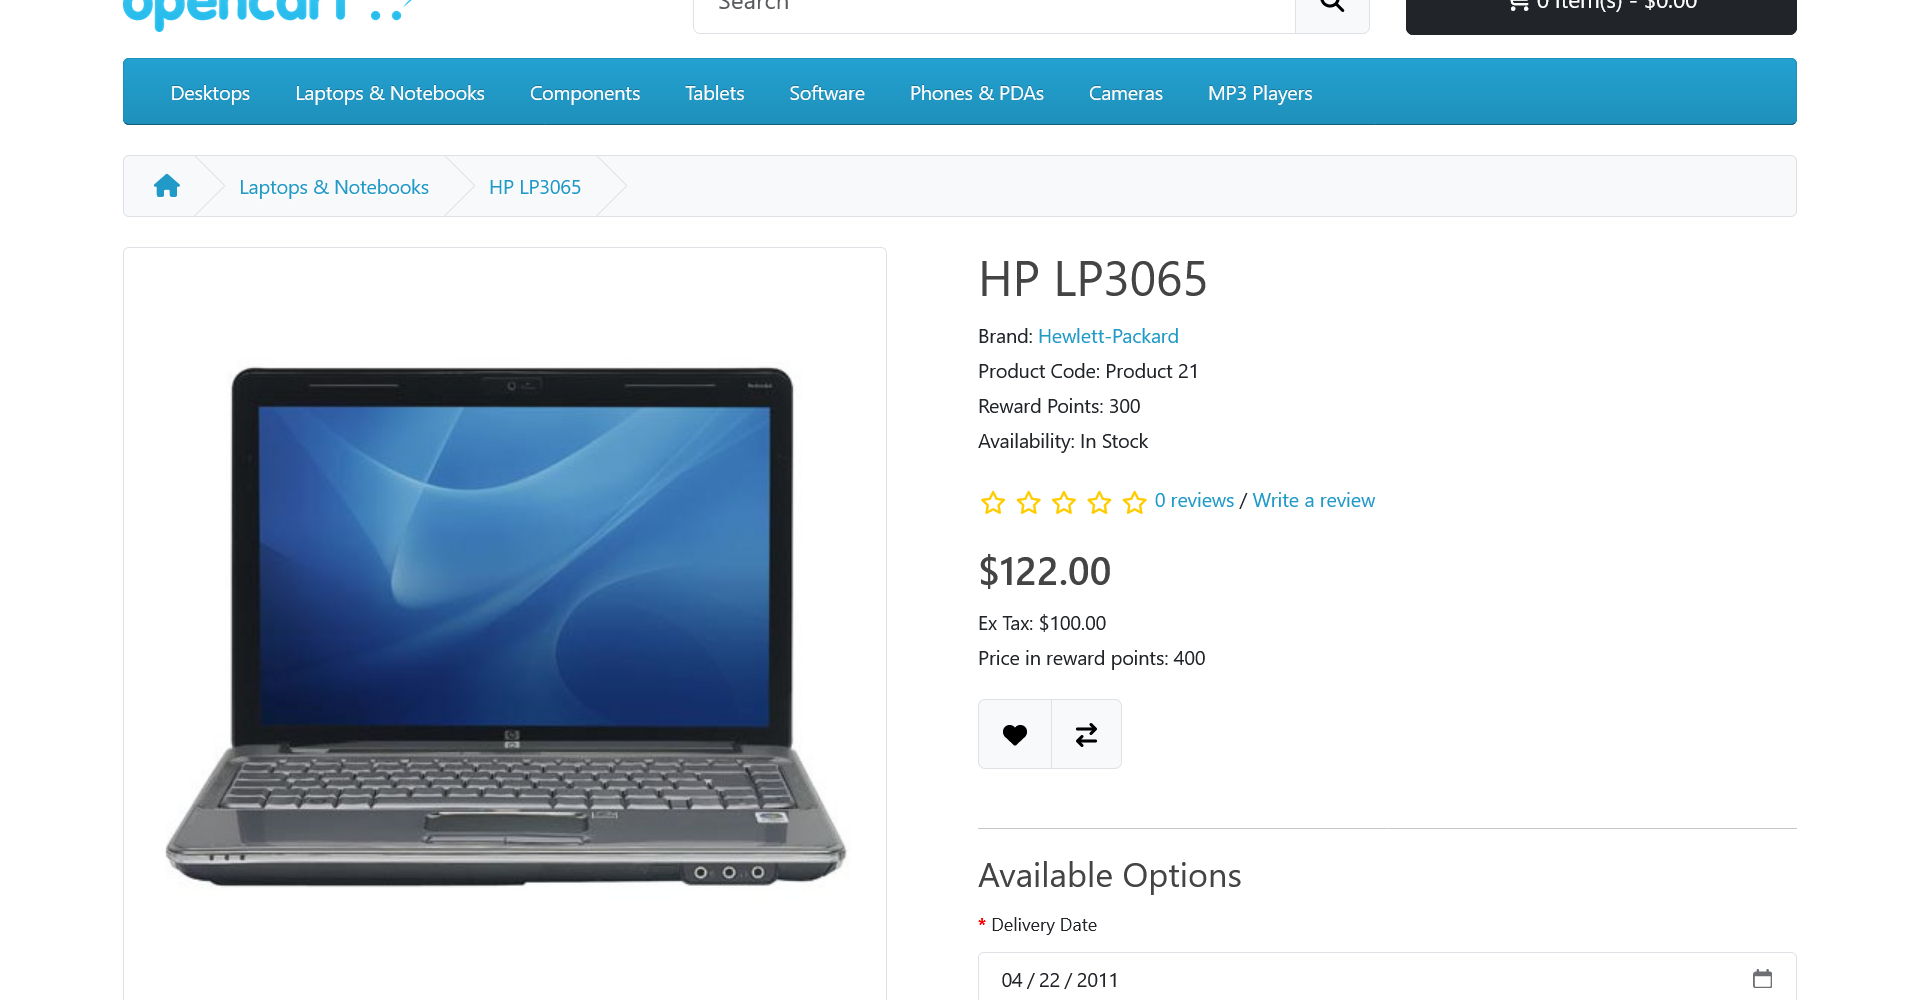 opencart
Search
0 item(s) - $0.00
Desktops
Laptops & Notebooks
Components
Tablets
Software
Phones & PDAs
Cameras
MP3 Players
Laptops & Notebooks
HP LP3065
HP LP3065
Brand: Hewlett-Packard
Product Code: Product 21
Reward Points: 300
Availability: In Stock
0 reviews / Write a review
$122.00
Ex Tax: $100.00
Price in reward points: 400
Available Options
* Delivery Date
04 / 22 / 2011